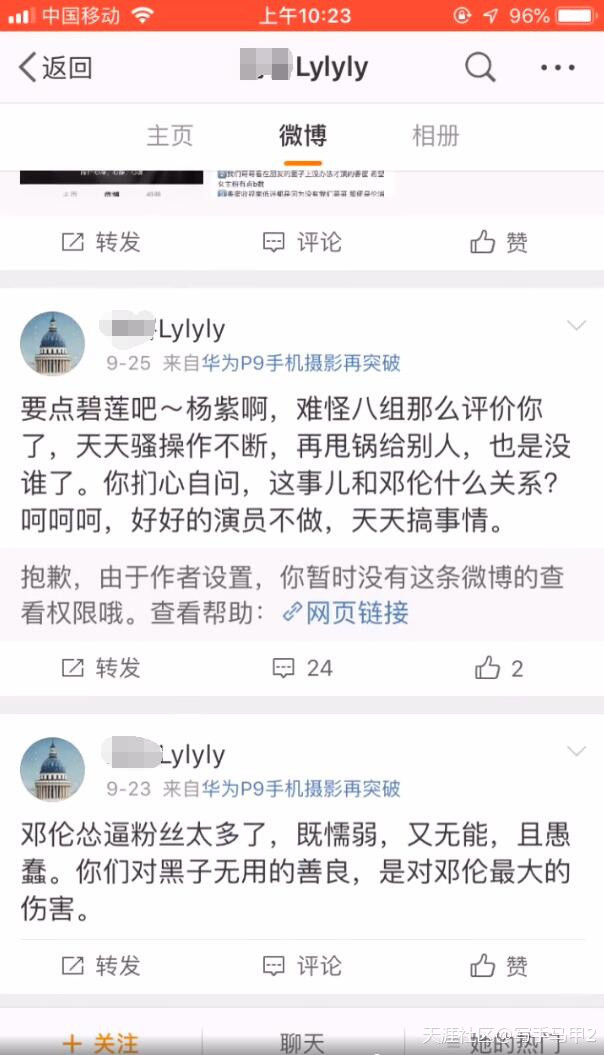 中国移动 上午10:23 96%
返回 Lylyly
主页 微博 相册
转发 评论 赞
Lylyly
9-25 来自华为P9手机摄影再突破
要点碧莲吧～杨紫啊，难怪八组那么评价你
了，天天骚操作不断，再甩锅给别人，也是没
谁了。你扪心自问，这事儿和邓伦什么关系？
呵呵呵，好好的演员不做，天天搞事情。
抱歉，由于作者设置，你暂时没有这条微博的查
看权限哦。查看帮助： 网页链接
转发 24 2
Lylyly
9-23 来自华为P9手机摄影再突破
邓伦怂逼粉丝太多了，既懦弱，又无能，且愚
蠢。你们对黑子无用的善良，是对邓伦最大的
伤害。
转发 评论 赞
+ 关注 聊天 她的热门
天涯社区@写手马甲2